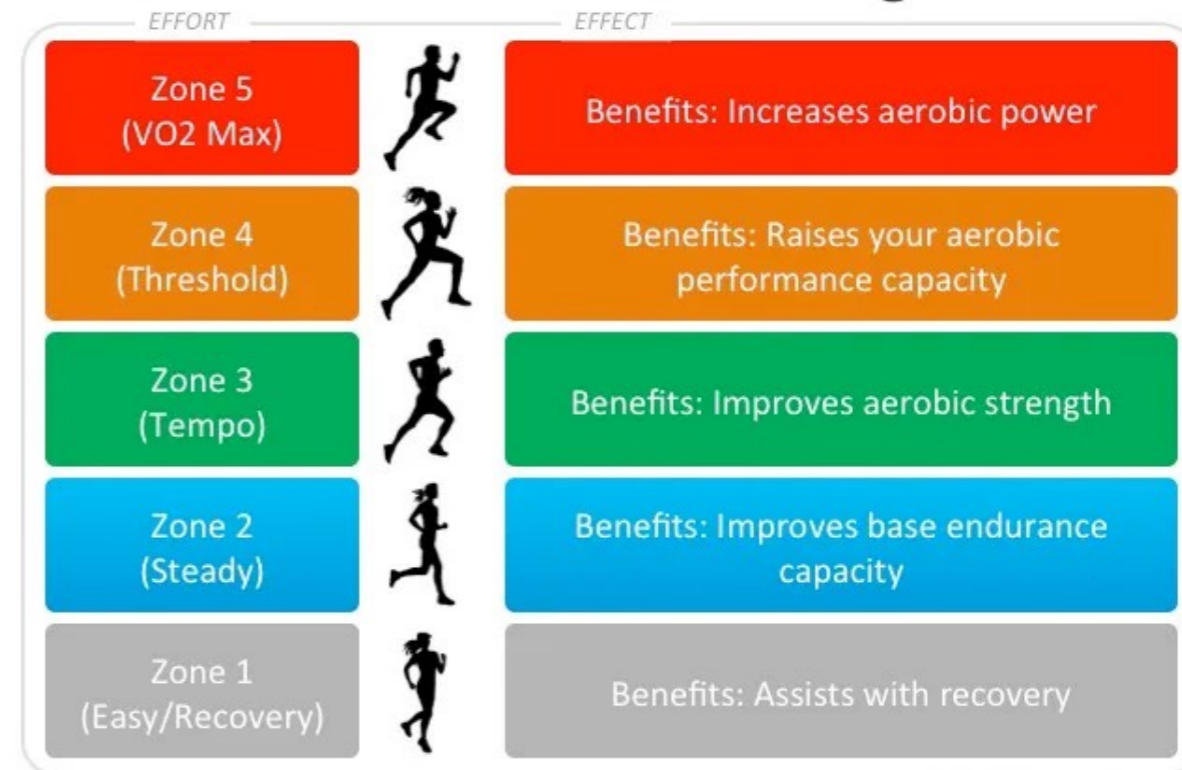 EFFORT
EFFECT
Zone 5
(VO2 Max)
Benefits: Increases aerobic power
Zone 4
(Threshold)
Benefits: Raises your aerobic
performance capacity
Zone 3
(Tempo)
Benefits: Improves aerobic strength
Zone 2
(Steady)
Benefits: Improves base endurance
capacity
Zone 1
(Easy/Recovery)
Benefits: Assists with recovery